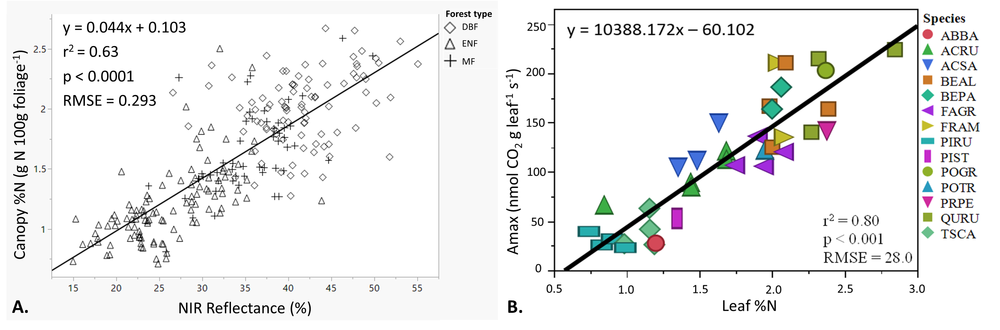 y = 0.044x + 0.103
r² = 0.63
p < 0.0001
RMSE = 0.293
Canopy %N (g N 100g foliage⁻¹)
2.5
2
1.5
1
15 20 25 30 35 40 45 50 55
NIR Reflectance (%)
A.
Forest type
DBF
ENF
MF
y = 10388.172x – 60.102
Amax (nmol CO₂ g leaf⁻¹ s⁻¹)
250
200
150
100
50
0
0.5 1.0 1.5 2.0 2.5 3.0
Leaf %N
B.
r² = 0.80
p < 0.001
RMSE = 28.0
Species
ABBA
ACRU
ACSA
BEAL
BEPA
FAGR
FRAM
PIRU
PIST
POGR
POTR
PRPE
QURU
TSCA